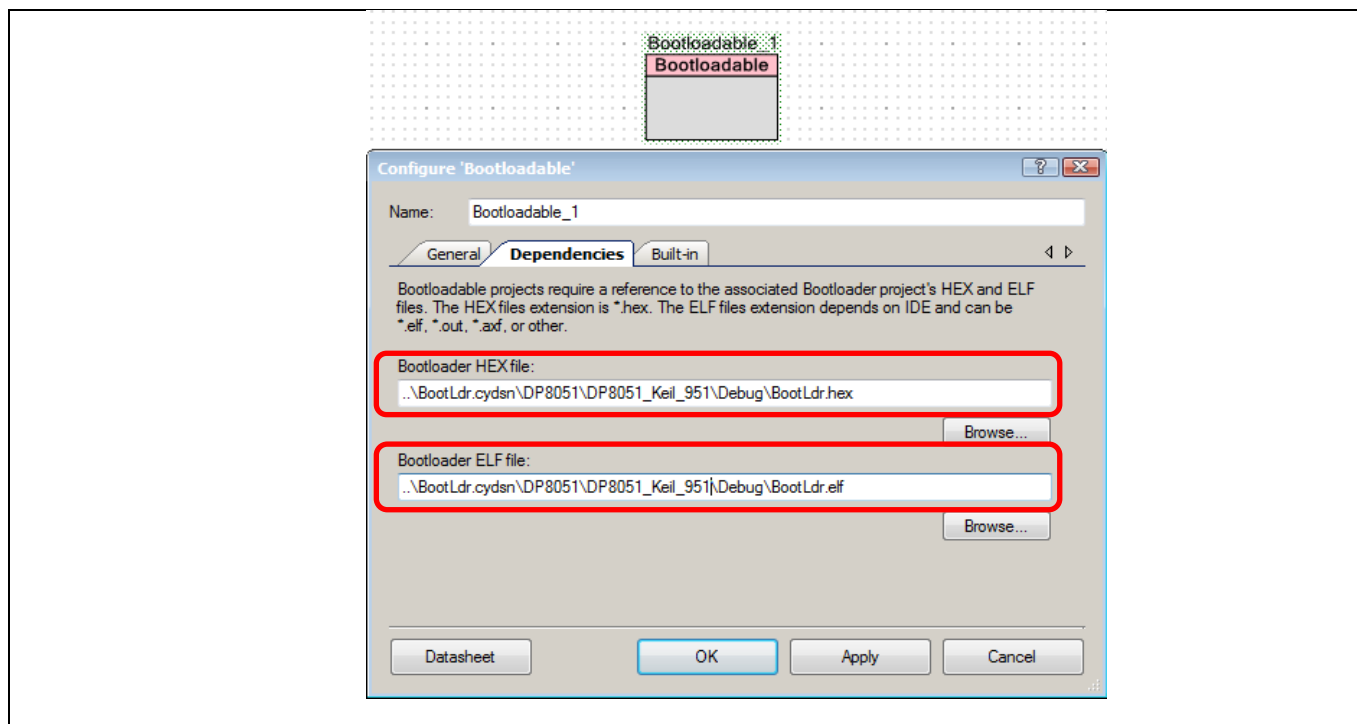 Bootloadable_1
Bootloadable
Configure 'Bootloadable'
Name: Bootloadable_1
General Dependencies Built-in
Bootloadable projects require a reference to the associated Bootloader project's HEX and ELF
files. The HEX files extension is *.hex. The ELF files extension depends on IDE and can be
*.elf, *.out, *.axf, or other.
Bootloader HEX file:
..\BootLdr.cydsn\DP8051\DP8051_Keil_951\Debug\BootLdr.hex
Browse...
Bootloader ELF file:
..\BootLdr.cydsn\DP8051\DP8051_Keil_951\Debug\BootLdr.elf
Browse...
Datasheet OK Apply Cancel